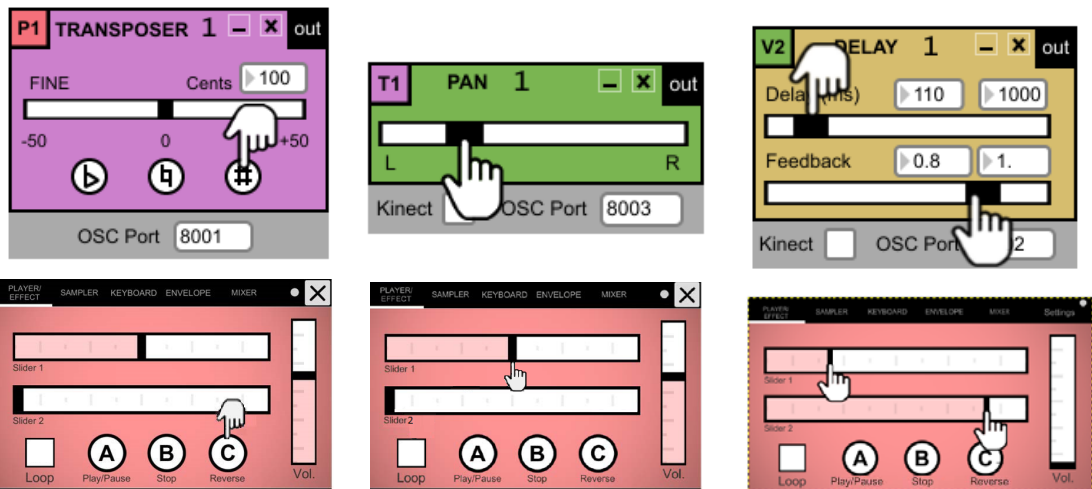 P1 TRANSPOSER 1 out
FINE Cents 100
-50 0 +50
OSC Port 8001
T1 PAN 1 out
L R
Kinect OSC Port 8003
V2 DELAY 1 out
110 1000
Feedback 0.8 1.
Kinect OSC Port
PLAYER/
EFFECT SAMPLER KEYBOARD ENVELOPE MIXER
Slider 1
Slider 2
A B C
Loop Play/Pause Stop Reverse Vol.
PLAYER/
EFFECT SAMPLER KEYBOARD ENVELOPE MIXER
Slider 1
Slider2
A B C
Loop Play/Pause Stop Reverse Vol.
PLAYER/
EFFECT SAMPLER KEYBOARD ENVELOPE MIXER Settings
Slider 1
Slider 2
A B C
Loop Play/Pause Stop Reverse Vol.